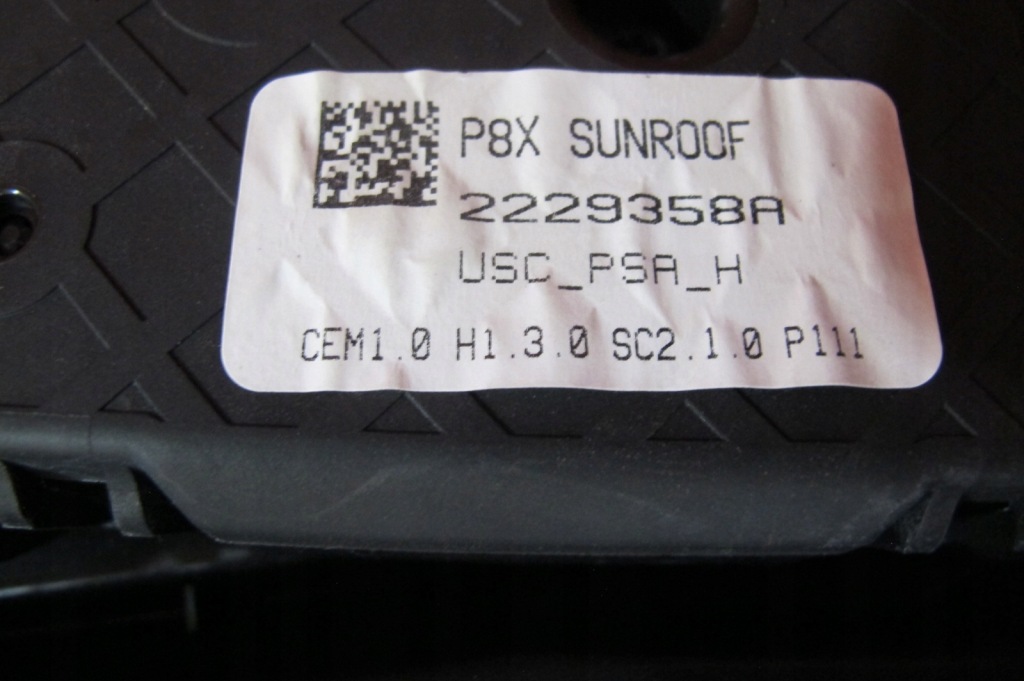 P8X SUNROOF
2229358A
USC_PSA_H
CEM1.0 H1.3.0 SC2.1.0 P111